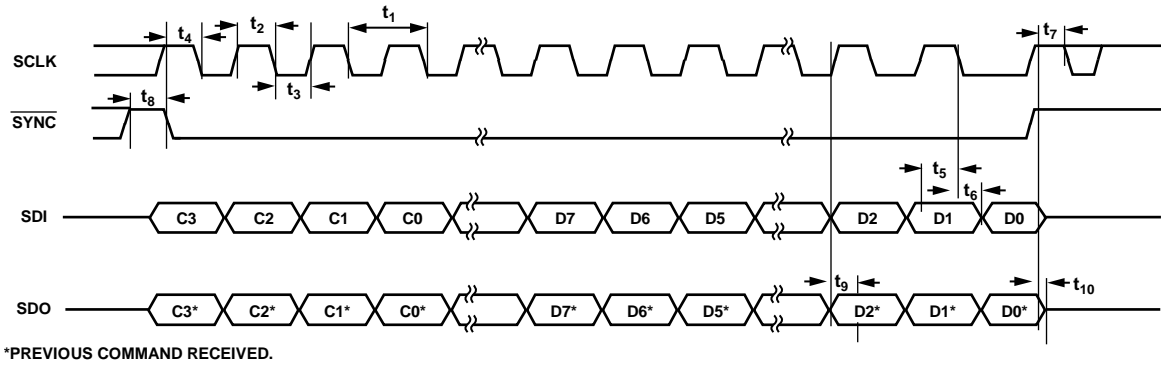 t1
t4
t2
SCLK
t7
t3
t8
SYNC
t5
t6
SDI
C3 C2 C1 C0 D7 D6 D5 D2 D1 D0
t9
t10
SDO
C3* C2* C1* C0* D7* D6* D5* D2* D1* D0*
*PREVIOUS COMMAND RECEIVED.